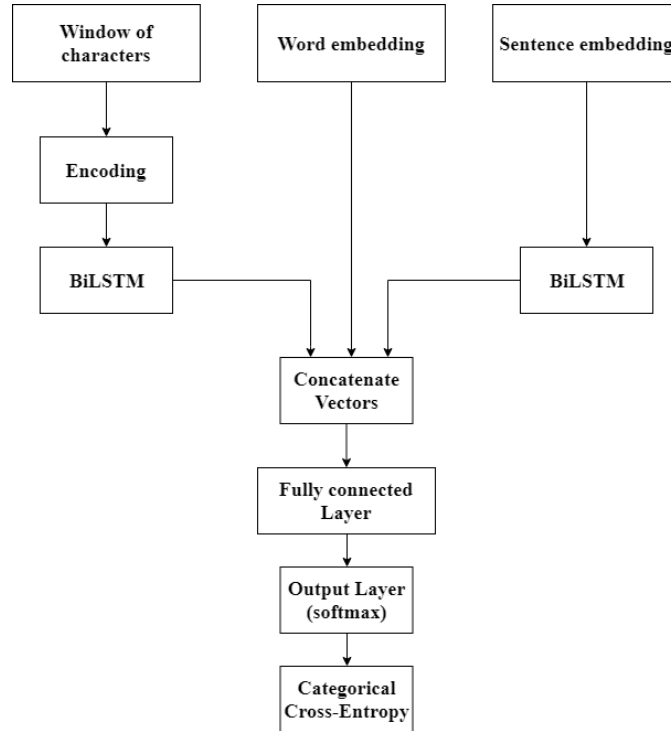 Window of
characters
Word embedding
Sentence embedding
Encoding
BiLSTM
BiLSTM
Concatenate
Vectors
Fully connected
Layer
Output Layer
(softmax)
Categorical
Cross-Entropy